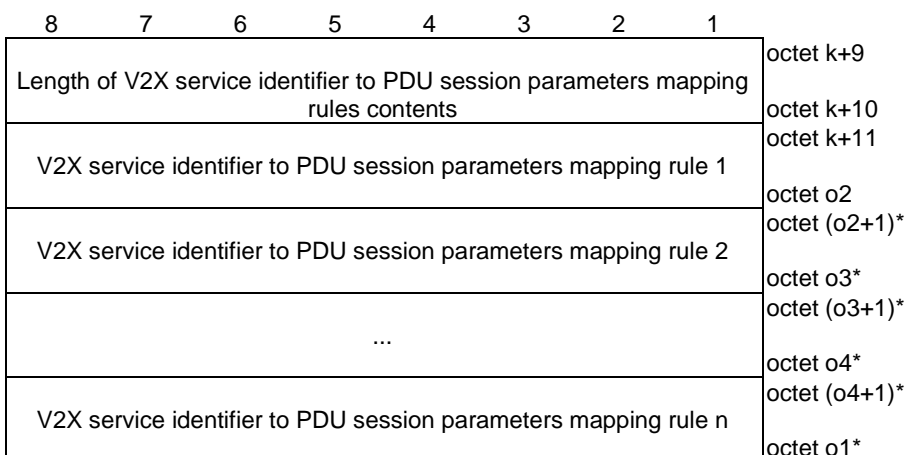 8 7 6 5 4 3 2 1
octet k+9
Length of V2X service identifier to PDU session parameters mapping
rules contents
octet k+10
octet k+11
V2X service identifier to PDU session parameters mapping rule 1
octet o2
octet (o2+1)*
V2X service identifier to PDU session parameters mapping rule 2
octet o3*
octet (o3+1)*
...
octet o4*
octet (o4+1)*
V2X service identifier to PDU session parameters mapping rule n
octet o1*